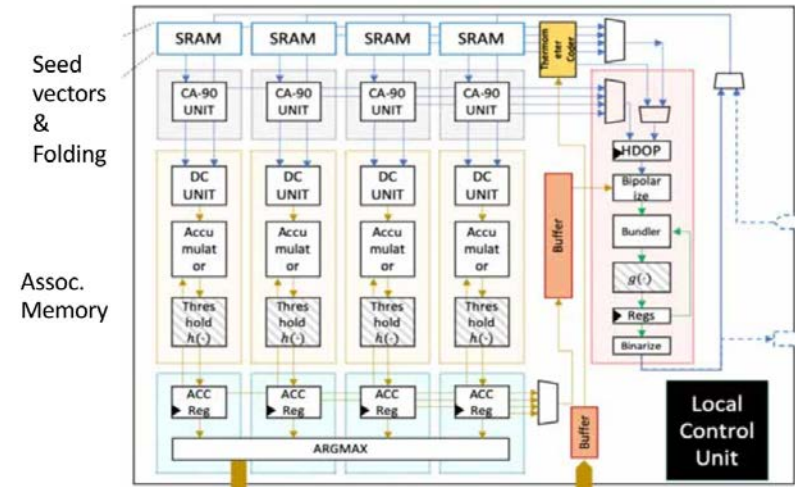 Seed
vectors
&
Folding
Assoc.
Memory
SRAM
SRAM
SRAM
SRAM
Thermom
eter
Coder
CA-90
UNIT
CA-90
UNIT
CA-90
UNIT
CA-90
UNIT
HDOP
Bipolar
ize
Bundler
g(·)
Regs
Binarize
DC
UNIT
DC
UNIT
DC
UNIT
DC
UNIT
Accu
mulat
or
Accu
mulat
or
Accu
mulat
or
Accu
mulat
or
Buffer
Thres
hold
h(·)
Thres
hold
h(·)
Thres
hold
h(·)
Thres
hold
h(·)
ACC
Reg
ACC
Reg
ACC
Reg
ACC
Reg
Buffer
ARGMAX
Local
Control
Unit